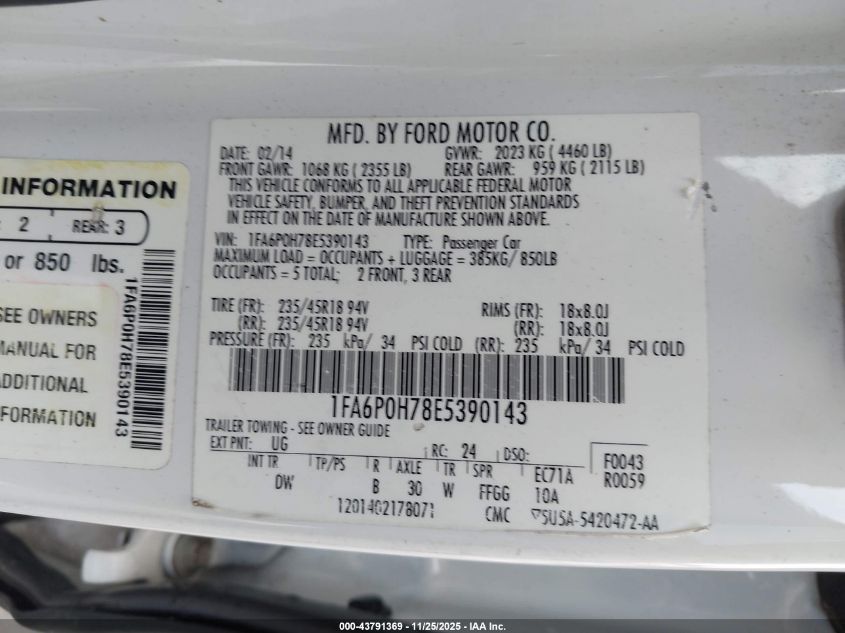 INFORMATION
: 2 REAR: 3
or 850 lbs.
SEE OWNERS
MANUAL FOR
ADDITIONAL
FORMATION
1FA6P0H78E5390143
MFD. BY FORD MOTOR CO.
DATE: 02/14 GVWR: 2023 KG ( 4460 LB)
FRONT GAWR: 1068 KG ( 2355 LB) REAR GAWR: 959 KG ( 2115 LB)
THIS VEHICLE CONFORMS TO ALL APPLICABLE FEDERAL MOTOR
VEHICLE SAFETY, BUMPER, AND THEFT PREVENTION STANDARDS
IN EFFECT ON THE DATE OF MANUFACTURE SHOWN ABOVE.
VIN: 1FA6P0H78E5390143 TYPE: Passenger Car
MAXIMUM LOAD = OCCUPANTS + LUGGAGE = 385KG/ 850LB
OCCUPANTS = 5 TOTAL; 2 FRONT, 3 REAR
TIRE (FR): 235/45R18 94V RIMS (FR): 18x8.0J
(RR): 235/45R18 94V (RR): 18x8.0J
PRESSURE (FR): 235 kPa/ 34 PSI COLD (RR): 235 kPa/ 34 PSI COLD
1FA6P0H78E5390143
TRAILER TOWING - SEE OWNER GUIDE
EXT PNT: UG RC: 24 DSO: F0043
INT TR TP/PS R AXLE TR SPR EC71A R0059
DW B 30 W FFGG 10A
1201402178071 CMC 5U5A-5420472-AA
000-43791369 - 11/25/2025 - IAA Inc.